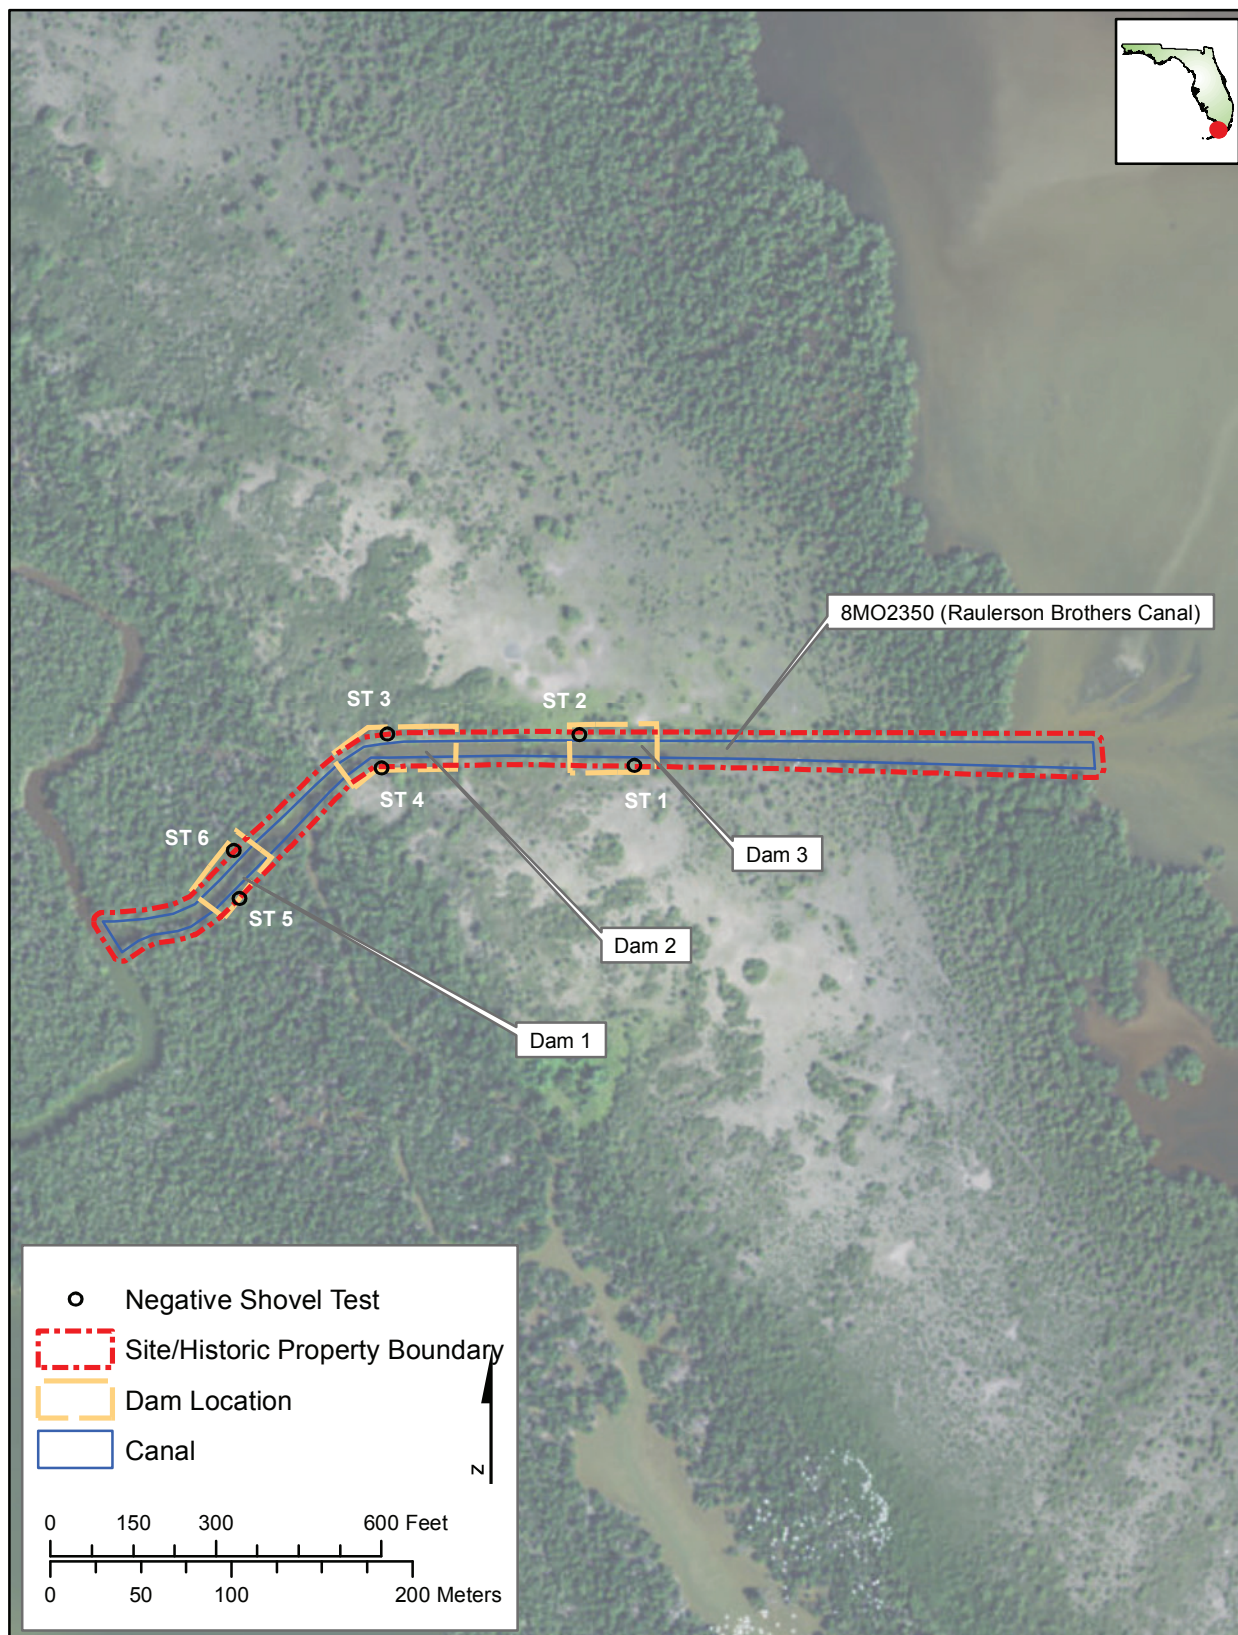 8MO2350 (Raulerson Brothers Canal)
ST 3
ST 2
ST 4
ST 1
ST 6
Dam 3
ST 5
Dam 2
Dam 1
Negative Shovel Test
Site/Historic Property Boundary
Dam Location
Canal
N
0 150 300 600 Feet
0 50 100 200 Meters